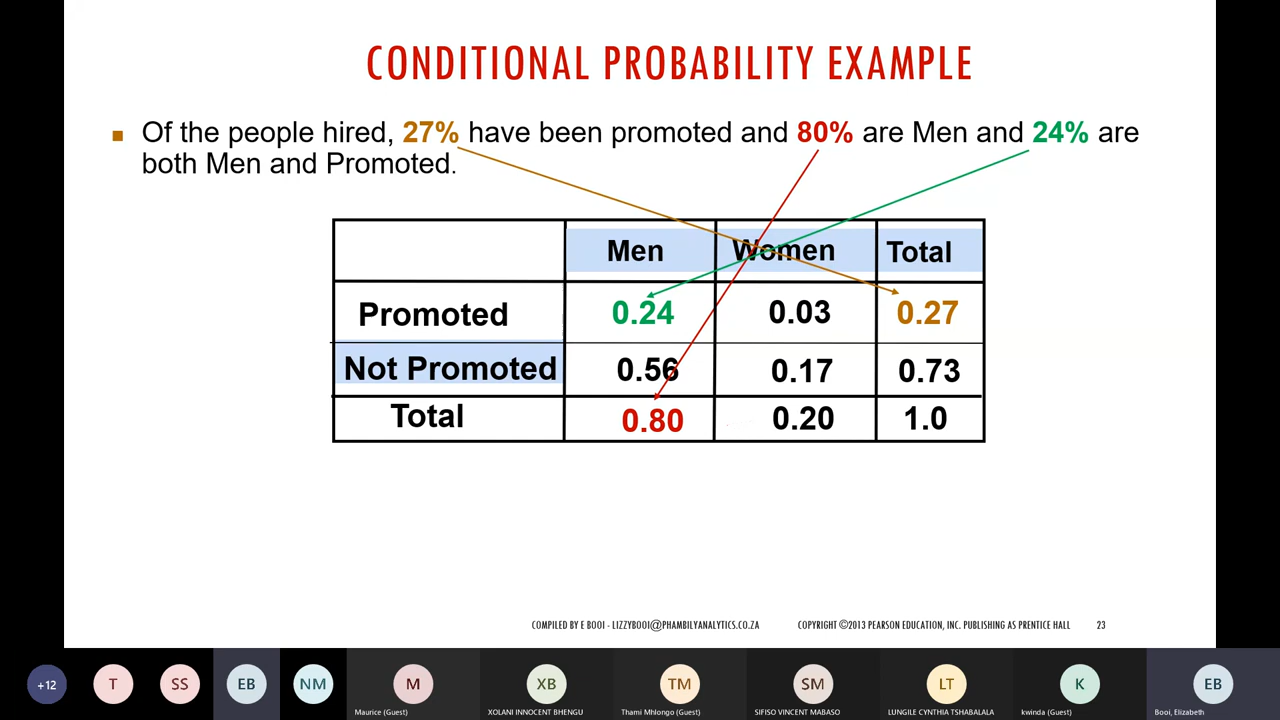 CONDITIONAL PROBABILITY EXAMPLE
Of the people hired, 27% have been promoted and 80% are Men and 24% are
both Men and Promoted.
Men Women Total
Promoted 0.24 0.03 0.27
Not Promoted 0.56 0.17 0.73
Total 0.80 0.20 1.0
COMPILED BY E BOOI - LIZZYBOOI@PHAMBILYANALYTICS.CO.ZA COPYRIGHT ©2013 PEARSON EDUCATION, INC. PUBLISHING AS PRENTICE HALL 23
+12 T SS EB NM M XB TM SM LT K EB
Maurice (Guest) XOLANI INNOCENT BHENGU Thami Mhlongo (Guest) SIFISO VINCENT MABASO LUNGILE CYNTHIA TSHABALALA kwinda (Guest) Booi, Elizabeth